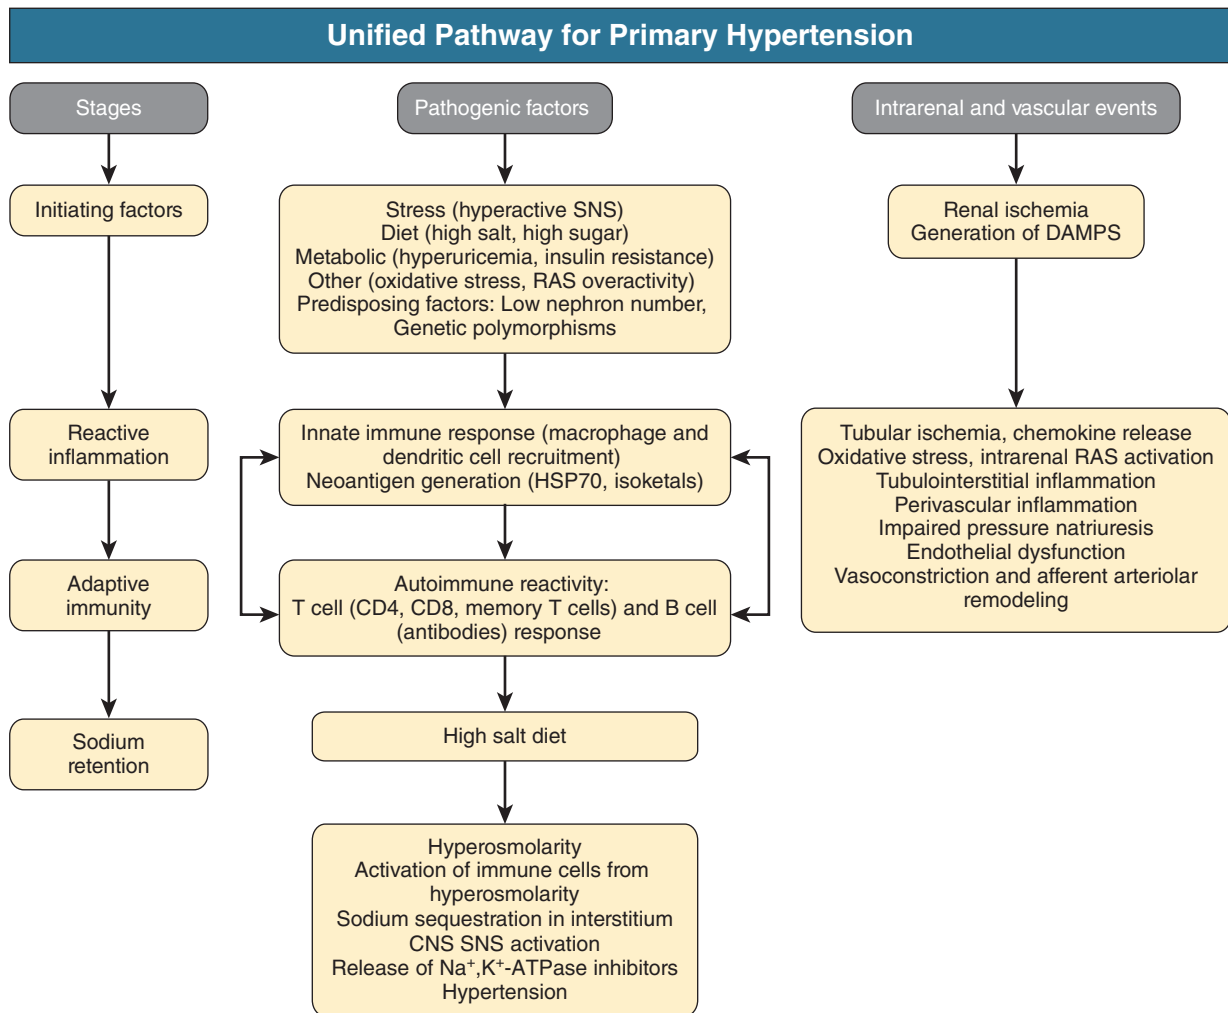 Unified Pathway for Primary Hypertension
Stages
Initiating factors
Reactive
inflammation
Adaptive
immunity
Sodium
retention
Pathogenic factors
Stress (hyperactive SNS)
Diet (high salt, high sugar)
Metabolic (hyperuricemia, insulin resistance)
Other (oxidative stress, RAS overactivity)
Predisposing factors: Low nephron number,
Genetic polymorphisms
Innate immune response (macrophage and
dendritic cell recruitment)
Neoantigen generation (HSP70, isoketals)
Autoimmune reactivity:
T cell (CD4, CD8, memory T cells) and B cell
(antibodies) response
High salt diet
Hyperosmolarity
Activation of immune cells from
hyperosmolarity
Sodium sequestration in interstitium
CNS SNS activation
Release of Na⁺,K⁺-ATPase inhibitors
Hypertension
Intrarenal and vascular events
Renal ischemia
Generation of DAMPS
Tubular ischemia, chemokine release
Oxidative stress, intrarenal RAS activation
Tubulointerstitial inflammation
Perivascular inflammation
Impaired pressure natriuresis
Endothelial dysfunction
Vasoconstriction and afferent arteriolar
remodeling